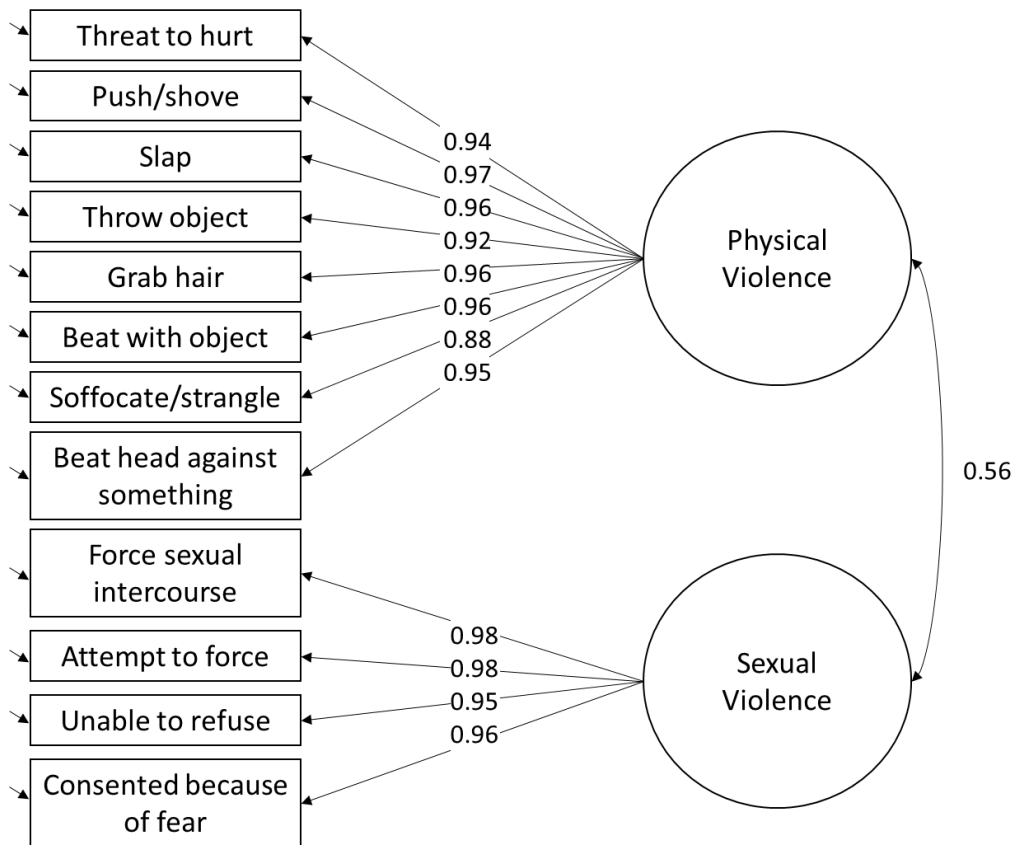 Threat to hurt
Push/shove
Slap
Throw object
Grab hair
Beat with object
Soffocate/strangle
Beat head against
something
Force sexual
intercourse
Attempt to force
Unable to refuse
Consented because
of fear
0.94
0.97
0.96
0.92
0.96
0.96
0.88
0.95
0.98
0.98
0.95
0.96
Physical
Violence
Sexual
Violence
0.56